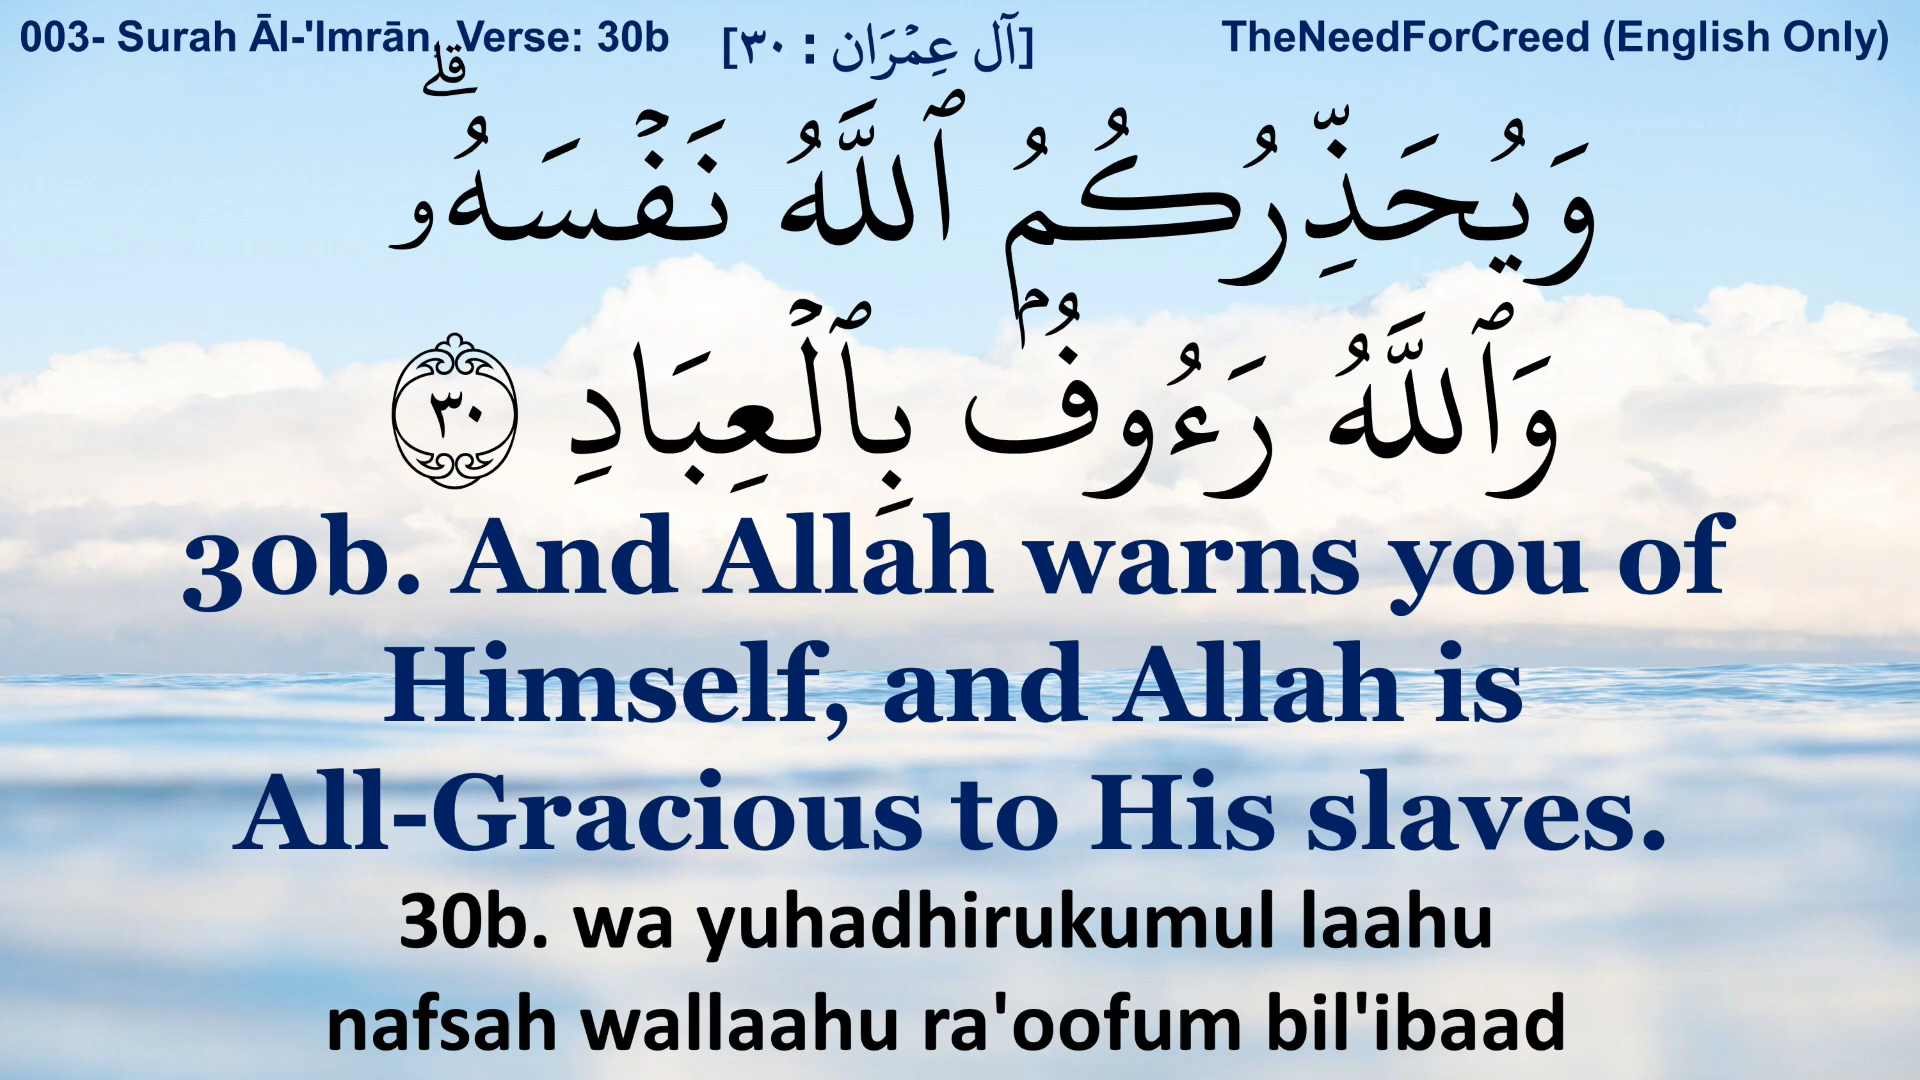 003- Surah Āl-'Imrān, Verse: 30b
[آل عِمْرَان : ٣٠]
TheNeedForCreed (English Only)
وَيُحَذِّرُكُمُ ٱللَّهُ نَفْسَهُۥ ۗ
وَٱللَّهُ رَءُوفٌۢ بِٱلْعِبَادِ ٣٠
30b. And Allah warns you of
Himself, and Allah is
All-Gracious to His slaves.
30b. wa yuhadhirukumul laahu
nafsah wallaahu ra'oofum bil'ibaad